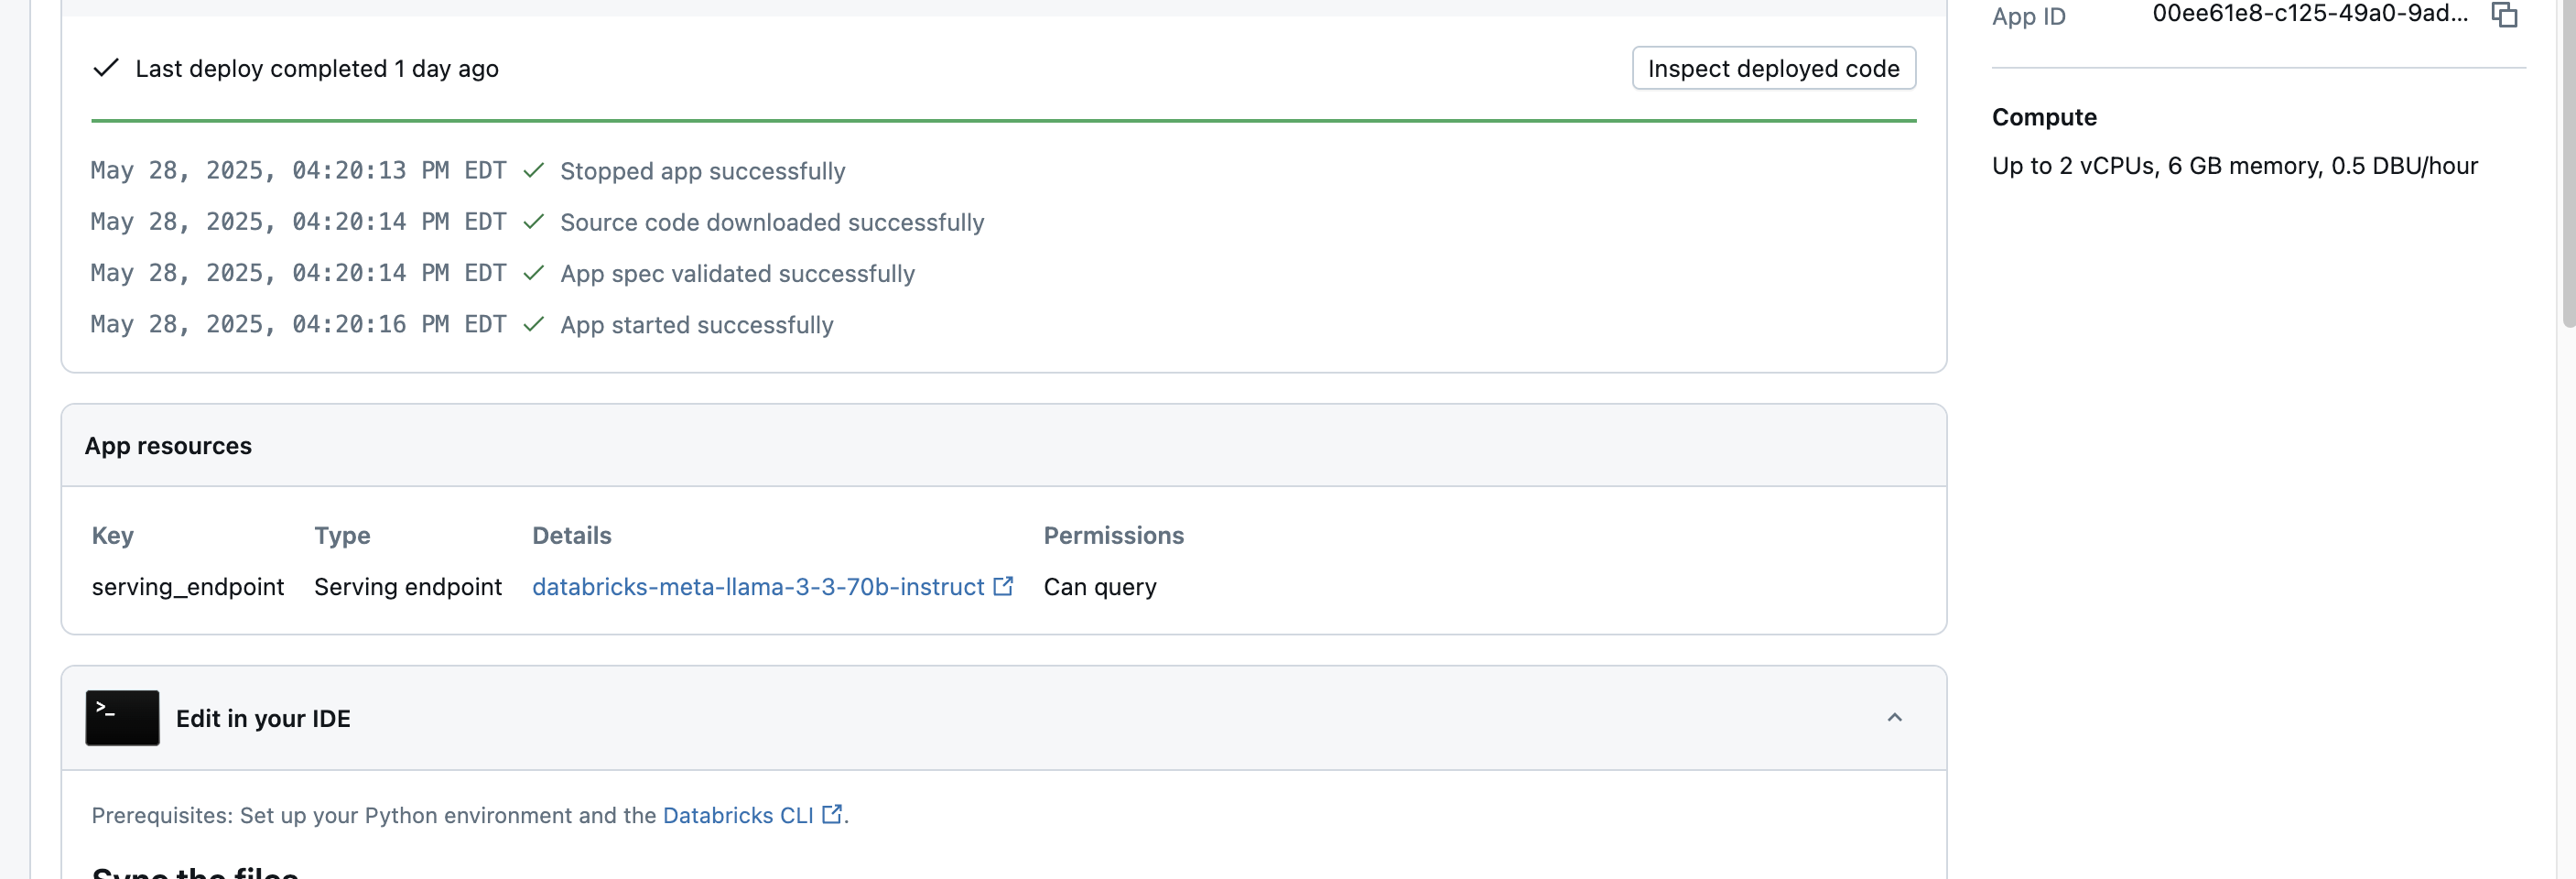 Last deploy completed 1 day ago
Inspect deployed code
May 28, 2025, 04:20:13 PM EDT Stopped app successfully
May 28, 2025, 04:20:14 PM EDT Source code downloaded successfully
May 28, 2025, 04:20:14 PM EDT App spec validated successfully
May 28, 2025, 04:20:16 PM EDT App started successfully
App resources
Key Type Details Permissions
serving_endpoint Serving endpoint databricks-meta-llama-3-3-70b-instruct Can query
>_
Edit in your IDE
Prerequisites: Set up your Python environment and the Databricks CLI.
Sync the files
App ID 00ee61e8-c125-49a0-9ad...
Compute
Up to 2 vCPUs, 6 GB memory, 0.5 DBU/hour